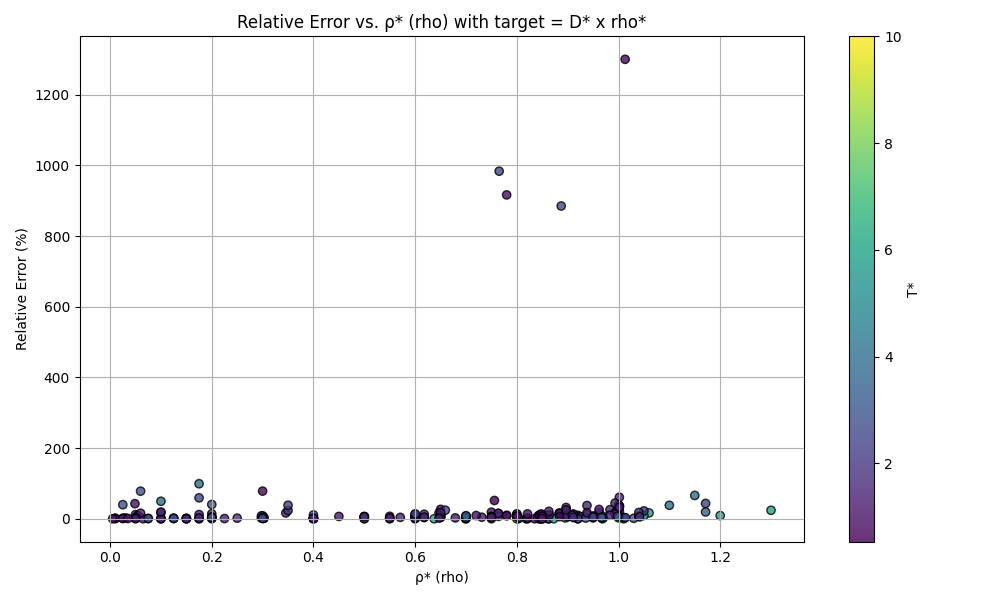 Relative Error vs. ρ* (rho) with target = D* x rho*
Relative Error (%)
1200
1000
800
600
400
200
0
0.0 0.2 0.4 0.6 0.8 1.0 1.2
ρ* (rho)
10
8
6
4
2
T*